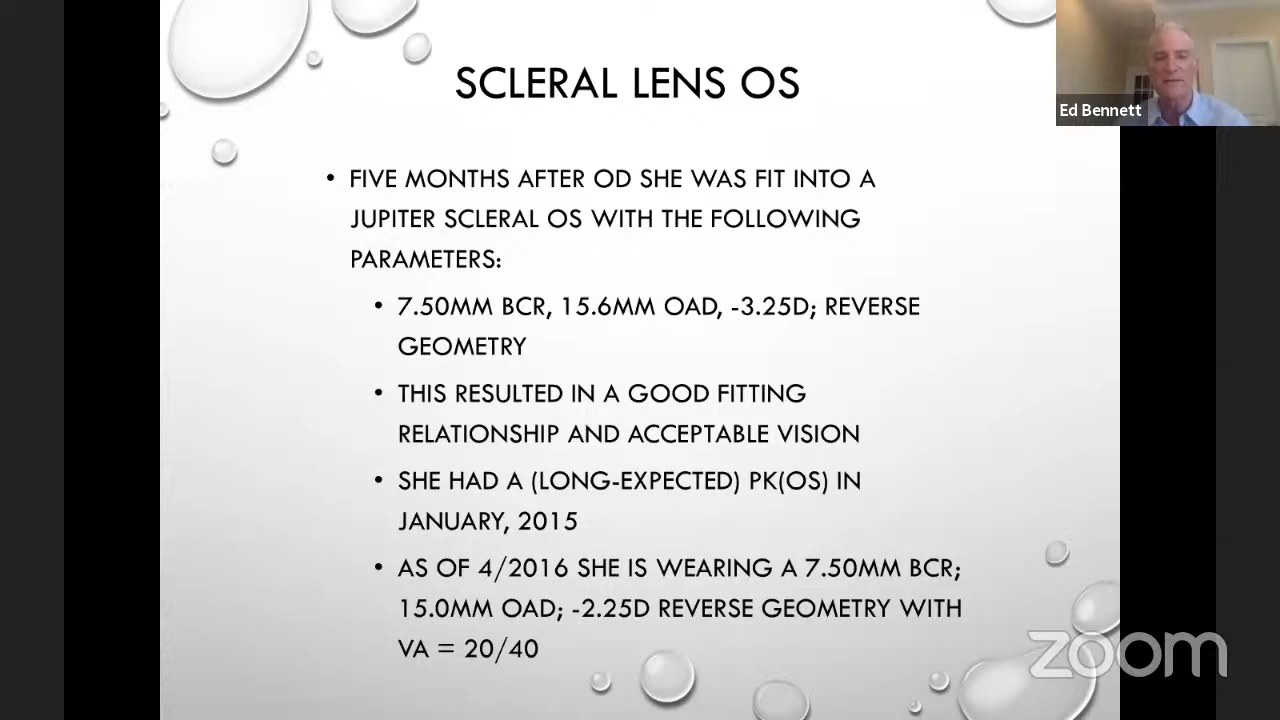 SCLERAL LENS OS
Ed Bennett
• FIVE MONTHS AFTER OD SHE WAS FIT INTO A
JUPITER SCLERAL OS WITH THE FOLLOWING
PARAMETERS:
• 7.50MM BCR, 15.6MM OAD, -3.25D; REVERSE
GEOMETRY
• THIS RESULTED IN A GOOD FITTING
RELATIONSHIP AND ACCEPTABLE VISION
• SHE HAD A (LONG-EXPECTED) PK(OS) IN
JANUARY, 2015
• AS OF 4/2016 SHE IS WEARING A 7.50MM BCR;
15.0MM OAD; -2.25D REVERSE GEOMETRY WITH
VA = 20/40
zoom